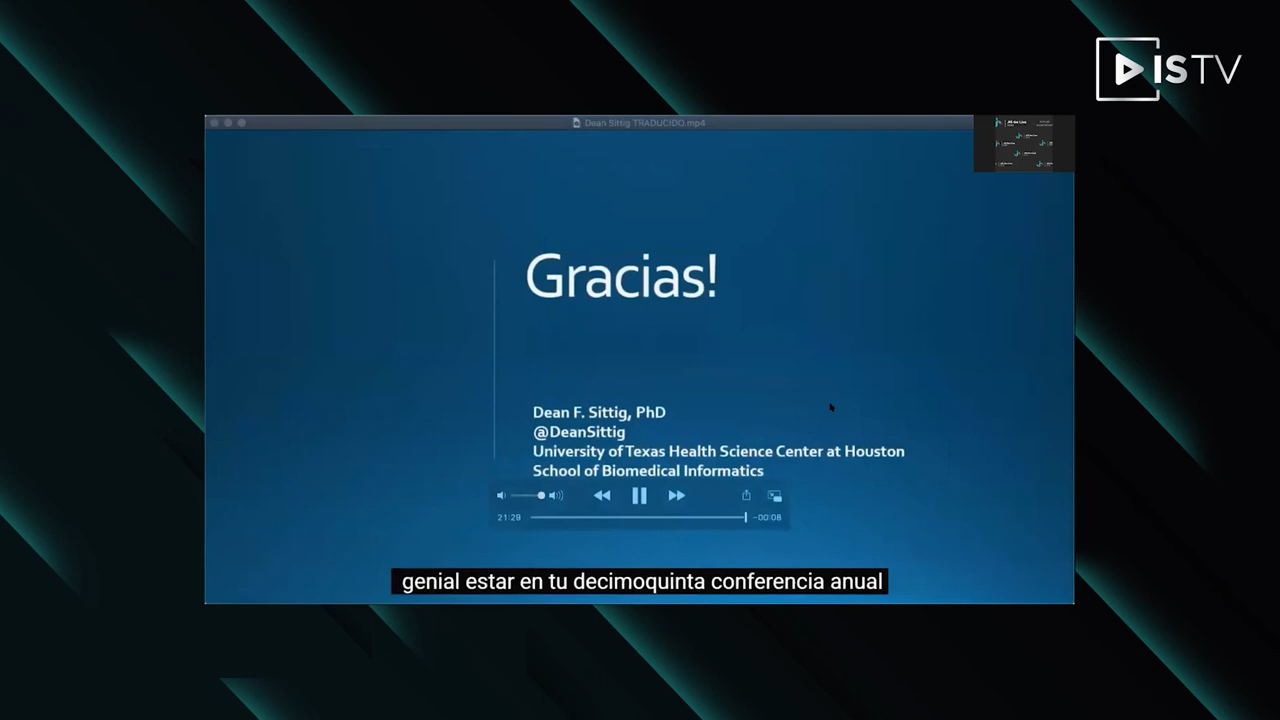 ISTV
Dean Sittig TRADUCIDO.mp4
Gracias!
Dean F. Sittig, PhD
@DeanSittig
University of Texas Health Science Center at Houston
School of Biomedical Informatics
21:29
-00:08
genial estar en tu decimoquinta conferencia anual